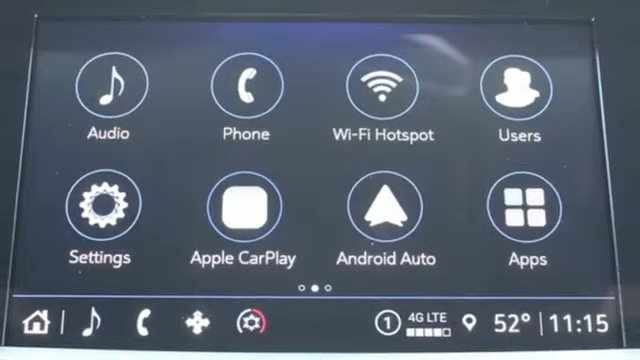 Audio Phone Wi-Fi Hotspot Users
Settings Apple CarPlay Android Auto Apps
1 4G LTE 52° 11:15